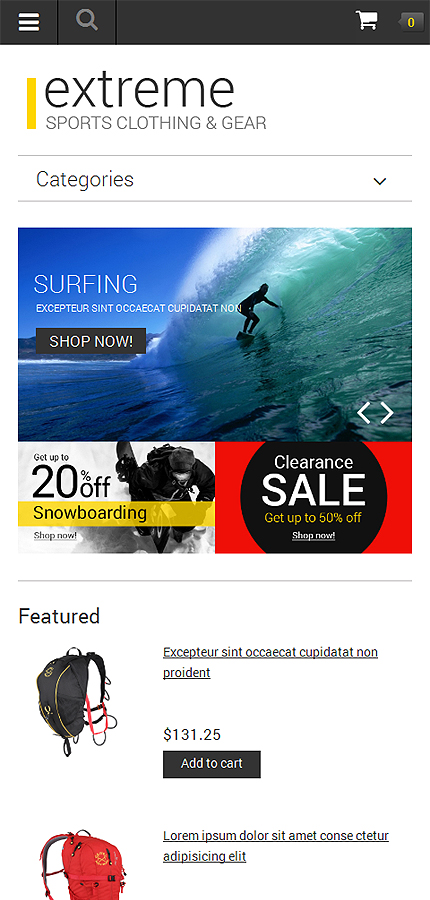 0
extreme
SPORTS CLOTHING & GEAR
Categories
SURFING
EXCEPTEUR SINT OCCAECAT CUPIDATAT NON
SHOP NOW!
Get up to
20% off
Snowboarding
Shop now!
Clearance
SALE
Get up to 50% off
Shop now!
Featured
Excepteur sint occaecat cupidatat non
proident
$131.25
Add to cart
Lorem ipsum dolor sit amet conse ctetur
adipisicing elit